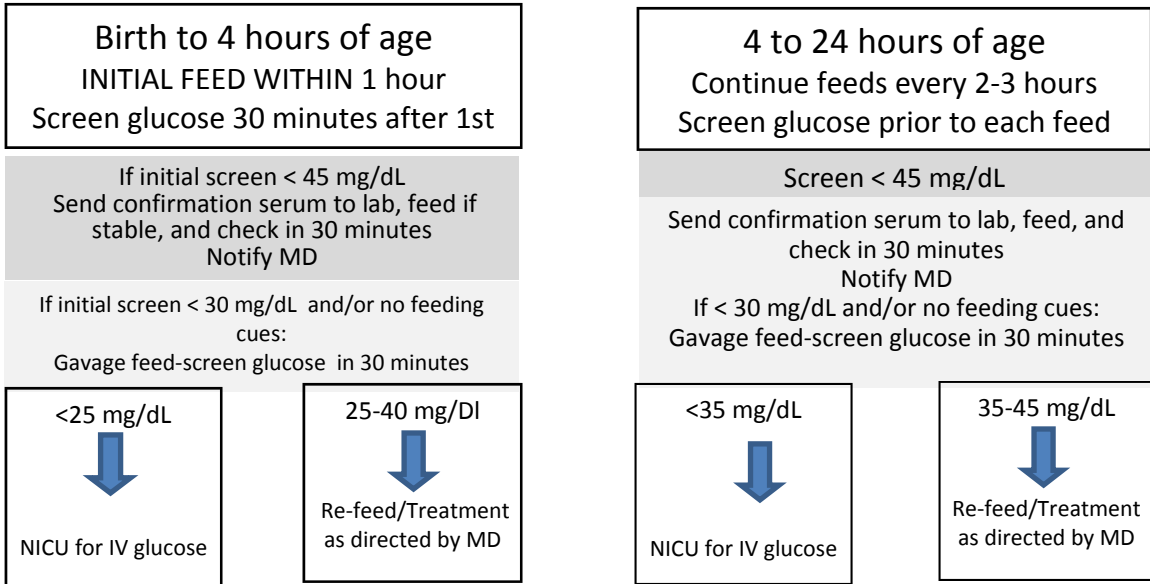 Birth to 4 hours of age
INITIAL FEED WITHIN 1 hour
Screen glucose 30 minutes after 1st
If initial screen < 45 mg/dL
Send confirmation serum to lab, feed if
stable, and check in 30 minutes
Notify MD
If initial screen < 30 mg/dL and/or no feeding
cues:
Gavage feed-screen glucose in 30 minutes
<25 mg/dL
NICU for IV glucose
25-40 mg/Dl
Re-feed/Treatment
as directed by MD
4 to 24 hours of age
Continue feeds every 2-3 hours
Screen glucose prior to each feed
Screen < 45 mg/dL
Send confirmation serum to lab, feed, and
check in 30 minutes
Notify MD
If < 30 mg/dL and/or no feeding cues:
Gavage feed-screen glucose in 30 minutes
<35 mg/dL
NICU for IV glucose
35-45 mg/dL
Re-feed/Treatment
as directed by MD